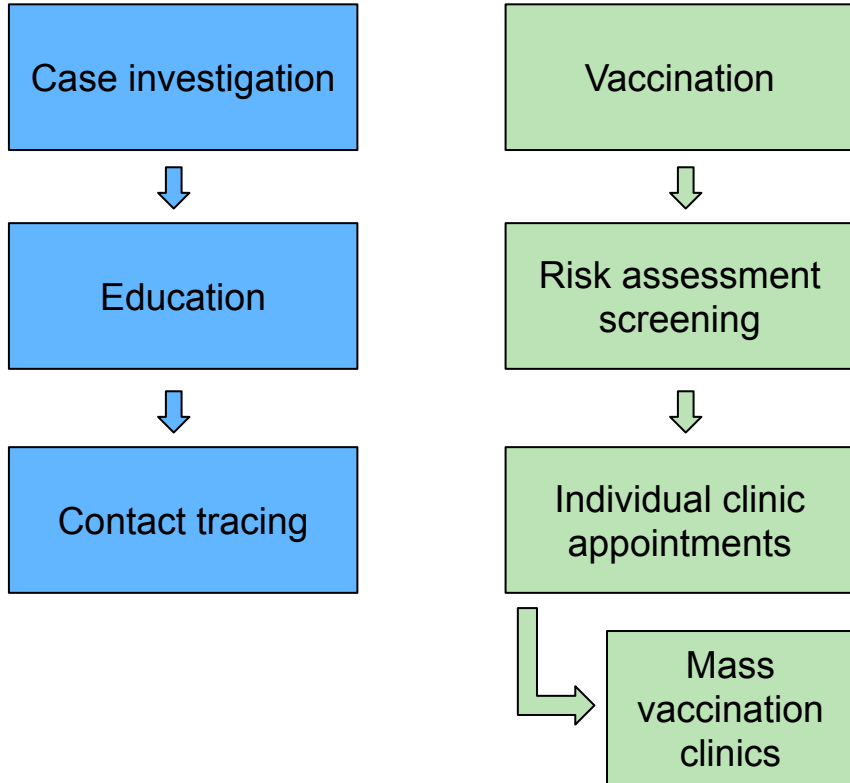 Case investigation
Education
Contact tracing
Vaccination
Risk assessment
screening
Individual clinic
appointments
Mass
vaccination
clinics